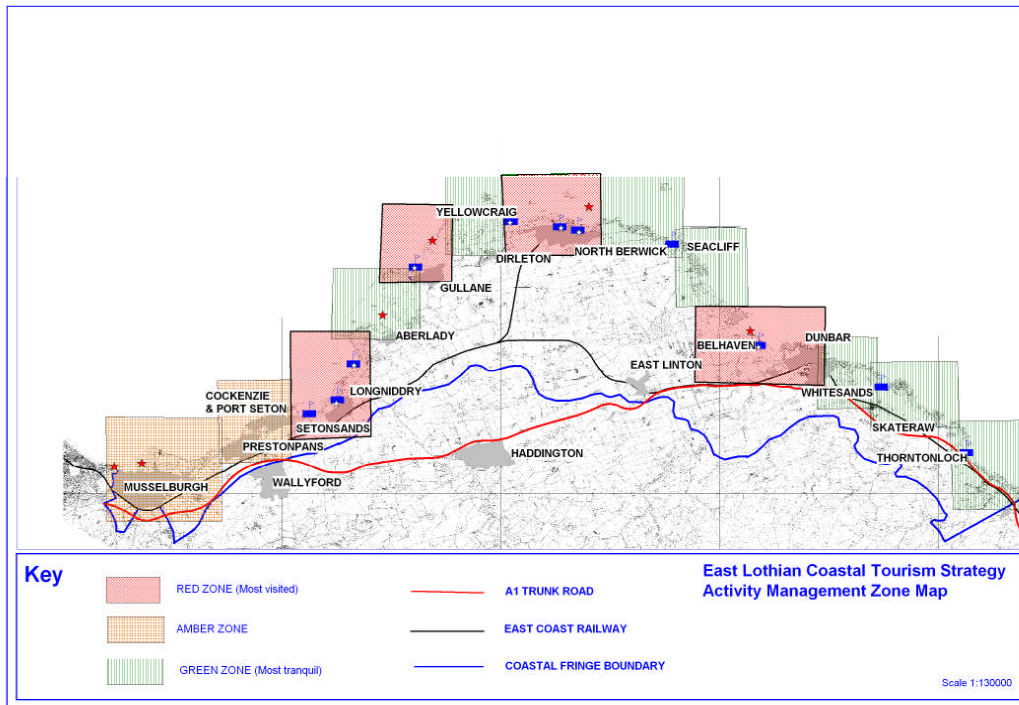 YELLOWCRAIG
DIRLETON
NORTH BERWICK
SEACLIFF
GULLANE
ABERLADY
BELHAVEN
DUNBAR
EAST LINTON
COCKENZIE
& PORT SETON
LONGNIDDRY
SETONSANDS
WHITESANDS
PRESTONPANS
SKATERAW
HADDINGTON
THORNTONLOCH
MUSSELBURGH
WALLYFORD
Key
RED ZONE (Most visited)
AMBER ZONE
GREEN ZONE (Most tranquil)
A1 TRUNK ROAD
EAST COAST RAILWAY
COASTAL FRINGE BOUNDARY
East Lothian Coastal Tourism Strategy
Activity Management Zone Map
Scale 1:130000